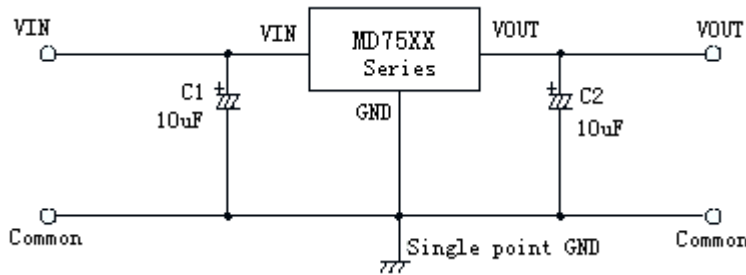 VIN
VIN
MD75XX
Series
VOUT
VOUT
C1
10uF
GND
C2
10uF
Common
Single point GND
Common